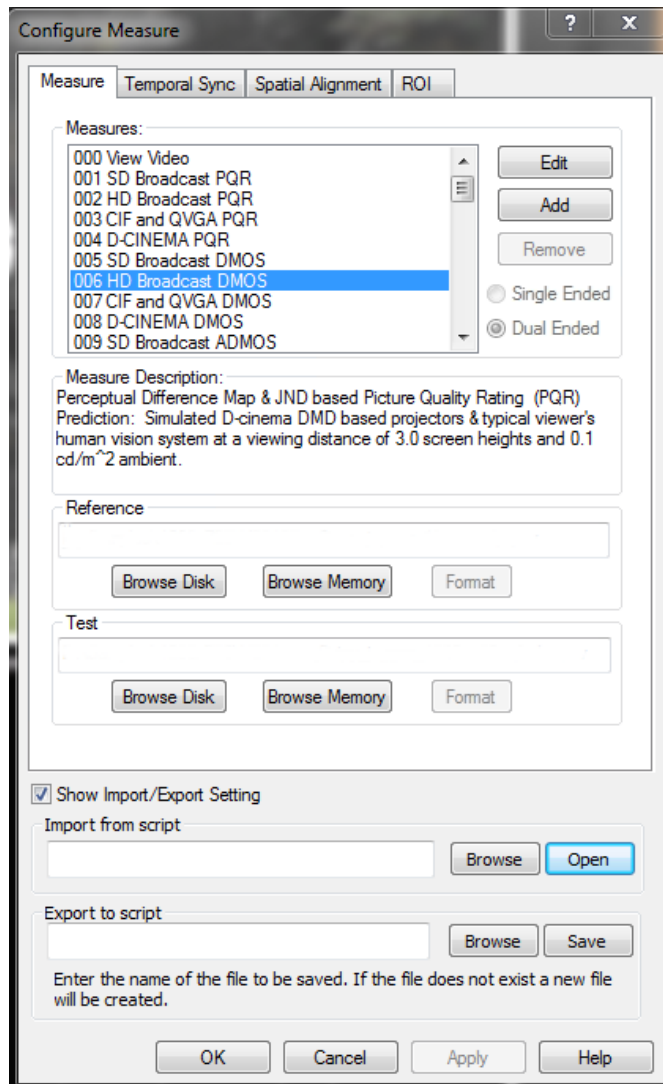 Configure Measure
? x
Measure Temporal Sync Spatial Alignment ROI
Measures:
000 View Video
001 SD Broadcast PQR
002 HD Broadcast PQR
003 CIF and QVGA PQR
004 D-CINEMA PQR
005 SD Broadcast DMOS
006 HD Broadcast DMOS
007 CIF and QVGA DMOS
008 D-CINEMA DMOS
009 SD Broadcast ADMOS
Edit
Add
Remove
Single Ended
Dual Ended
Measure Description:
Perceptual Difference Map & JND based Picture Quality Rating (PQR)
Prediction: Simulated D-cinema DMD based projectors & typical viewer's
human vision system at a viewing distance of 3.0 screen heights and 0.1
cd/m^2 ambient.
Reference
Browse Disk Browse Memory Format
Test
Browse Disk Browse Memory Format
Show Import/Export Setting
Import from script
Browse Open
Export to script
Browse Save
Enter the name of the file to be saved. If the file does not exist a new file
will be created.
OK Cancel Apply Help